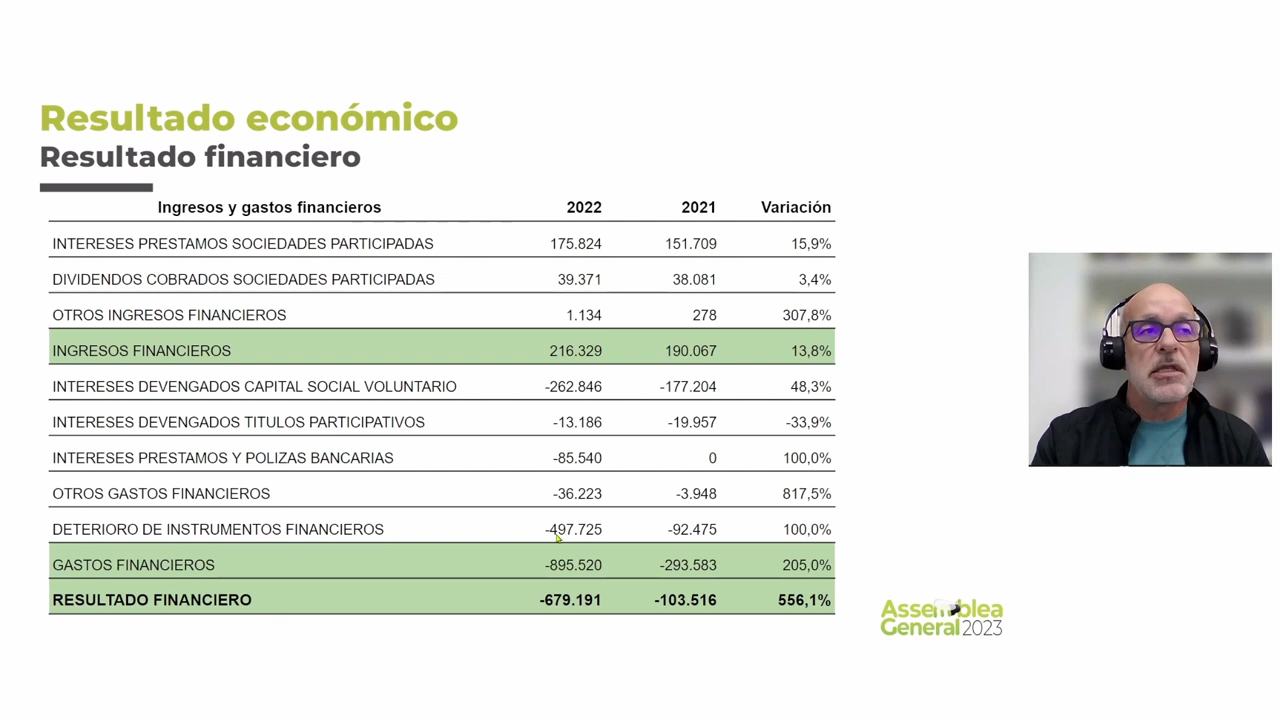 Resultado económico
Resultado financiero
Ingresos y gastos financieros 2022 2021 Variación
INTERESES PRESTAMOS SOCIEDADES PARTICIPADAS 175.824 151.709 15,9%
DIVIDENDOS COBRADOS SOCIEDADES PARTICIPADAS 39.371 38.081 3,4%
OTROS INGRESOS FINANCIEROS 1.134 278 307,8%
INGRESOS FINANCIEROS 216.329 190.067 13,8%
INTERESES DEVENGADOS CAPITAL SOCIAL VOLUNTARIO -262.846 -177.204 48,3%
INTERESES DEVENGADOS TITULOS PARTICIPATIVOS -13.186 -19.957 -33,9%
INTERESES PRESTAMOS Y POLIZAS BANCARIAS -85.540 0 100,0%
OTROS GASTOS FINANCIEROS -36.223 -3.948 817,5%
DETERIORO DE INSTRUMENTOS FINANCIEROS -497.725 -92.475 100,0%
GASTOS FINANCIEROS -895.520 -293.583 205,0%
RESULTADO FINANCIERO -679.191 -103.516 556,1%
Assemblea
General 2023